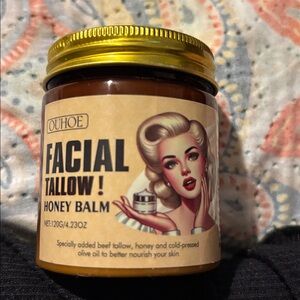 OUHOE
FACIAL
TALLOW!
HONEY BALM
NET:120G/4.23OZ
Specially added beef tallow, honey and cold-pressed
olive oil to better nourish your skin